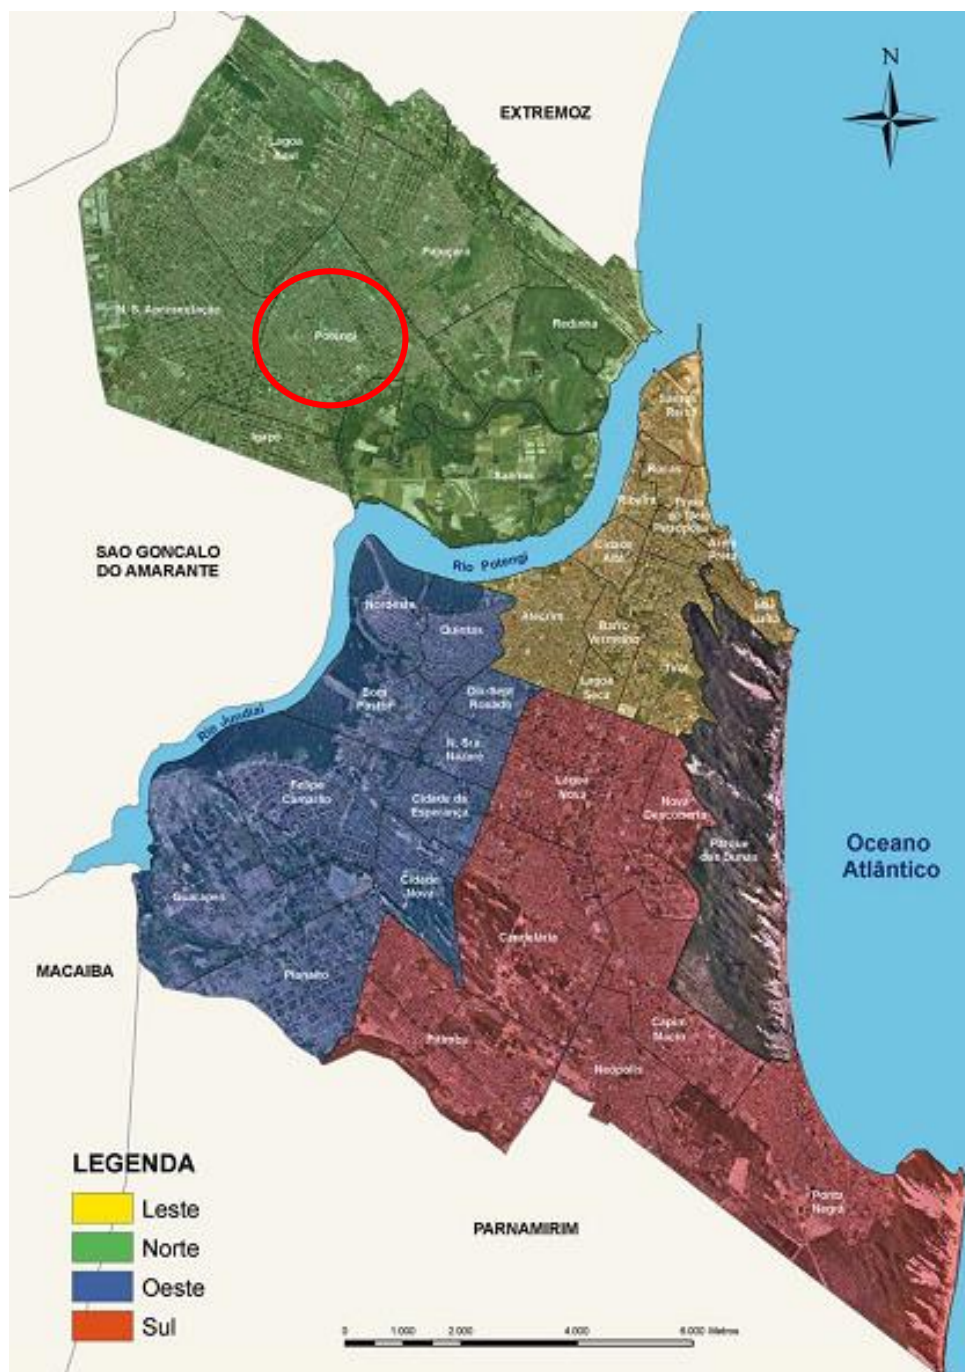 N
EXTREMOZ
Lagoa
Azul
Pajuçara
N. S. Apresentação
Potengi
Redinha
Igapó
Salinas
Santos
Reis
Rocas
Ribeira
Praia
do Meio
Petrópolis
Cidade
Alta
Areia
Preta
Mãe
Luíza
SAO GONCALO
DO AMARANTE
Rio Potengi
Nordeste
Quintas
Alecrim
Barro
Vermelho
Tirol
Lagoa
Seca
Bom
Pastor
Dix-Sept
Rosado
Rio Jundiaí
N. Sra.
Nazaré
Felipe
Camarão
Cidade da
Esperança
Lagoa
Nova
Nova
Descoberta
Parque
das Dunas
Oceano
Atlântico
Cidade
Nova
Guarapes
Candelária
MACAIBA
Planalto
Pitimbu
Capim
Macio
Neópolis
Ponta
Negra
PARNAMIRIM
LEGENDA
Leste
Norte
Oeste
Sul
0 1.000 2.000 4.000 6.000 Metros